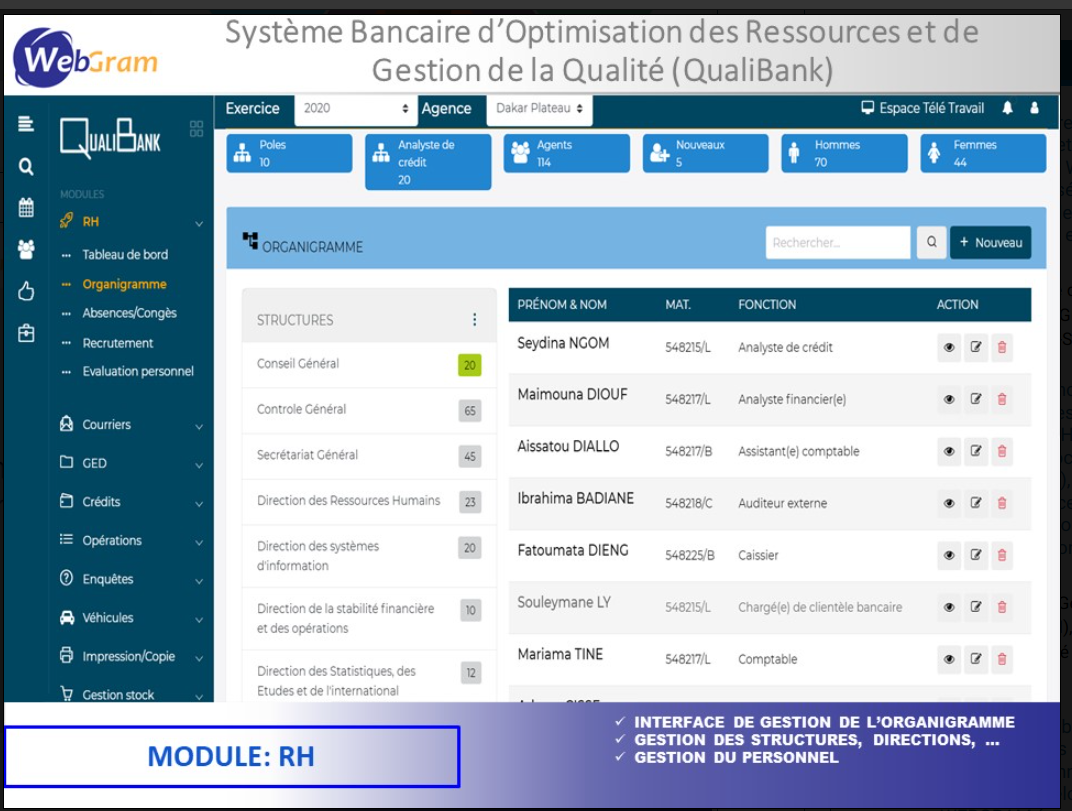 Système Bancaire d'Optimisation des Ressources et de
Gestion de la Qualité (QualiBank)
WebGram
Exercice 2020 Agence Dakar Plateau Espace Télé Travail
QUALIBANK
Poles
10
Analyste de
crédit
20
Agents
114
Nouveaux
5
Hommes
70
Femmes
44
MODULES
RH
Tableau de bord
Organigramme
Absences/Congès
Recrutement
Evaluation personnel
Courriers
GED
Crédits
Opérations
Enquêtes
Véhicules
Impression/Copie
Gestion stock
ORGANIGRAMME
Rechercher...
+ Nouveau
STRUCTURES
Conseil Général 20
Controle Général 65
Secrétariat Général 45
Direction des Ressources Humains 23
Direction des systèmes 20
d'information
Direction de la stabilité financière 10
et des opérations
Direction des Statistiques, des 12
Etudes et de l'international
PRÉNOM & NOM MAT. FONCTION ACTION
Seydina NGOM 548215/L Analyste de crédit
Maimouna DIOUF 548217/L Analyste financier(e)
Aissatou DIALLO 548217/B Assistant(e) comptable
Ibrahima BADIANE 548218/C Auditeur externe
Fatoumata DIENG 548225/B Caissier
Souleymane LY 548215/L Chargé(e) de clientèle bancaire
Mariama TINE 548217/L Comptable
MODULE: RH
✓ INTERFACE DE GESTION DE L'ORGANIGRAMME
✓ GESTION DES STRUCTURES, DIRECTIONS, ...
✓ GESTION DU PERSONNEL